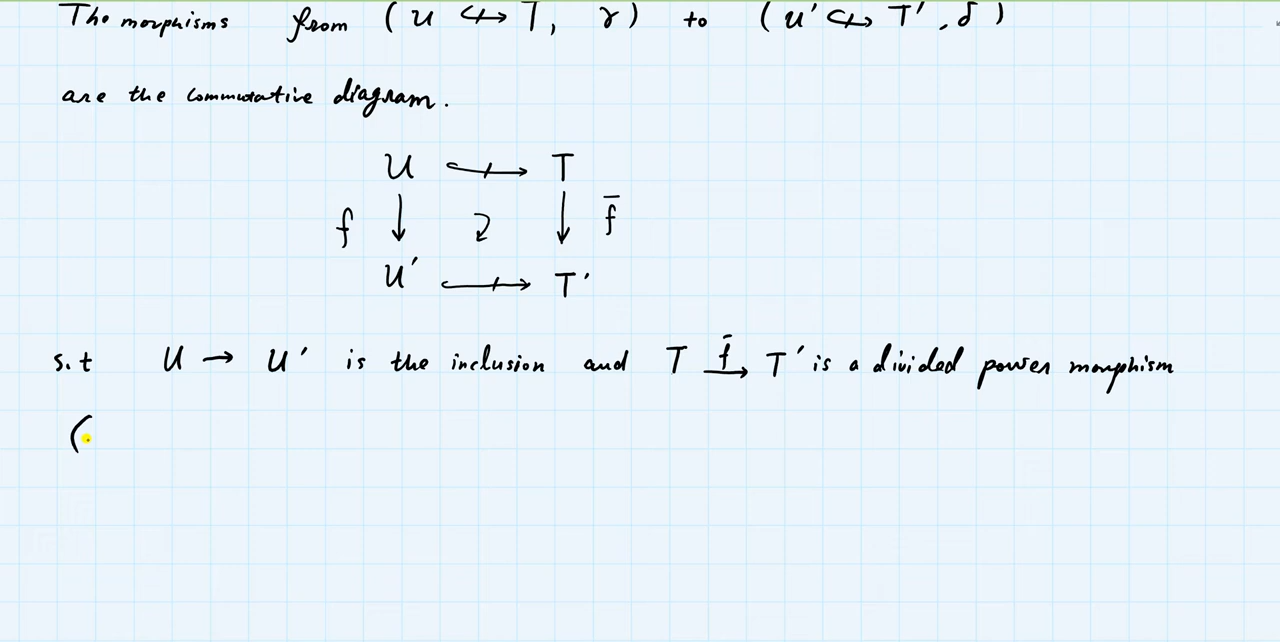 The morphisms from (U ↪ T, γ) to (U' ↪ T', δ)
are the commutative diagram.
U ↪ T
f ↓ ↓ f̄
U' ↪ T'
s.t U → U' is the inclusion and T f̄→ T' is a divided power morphism
(